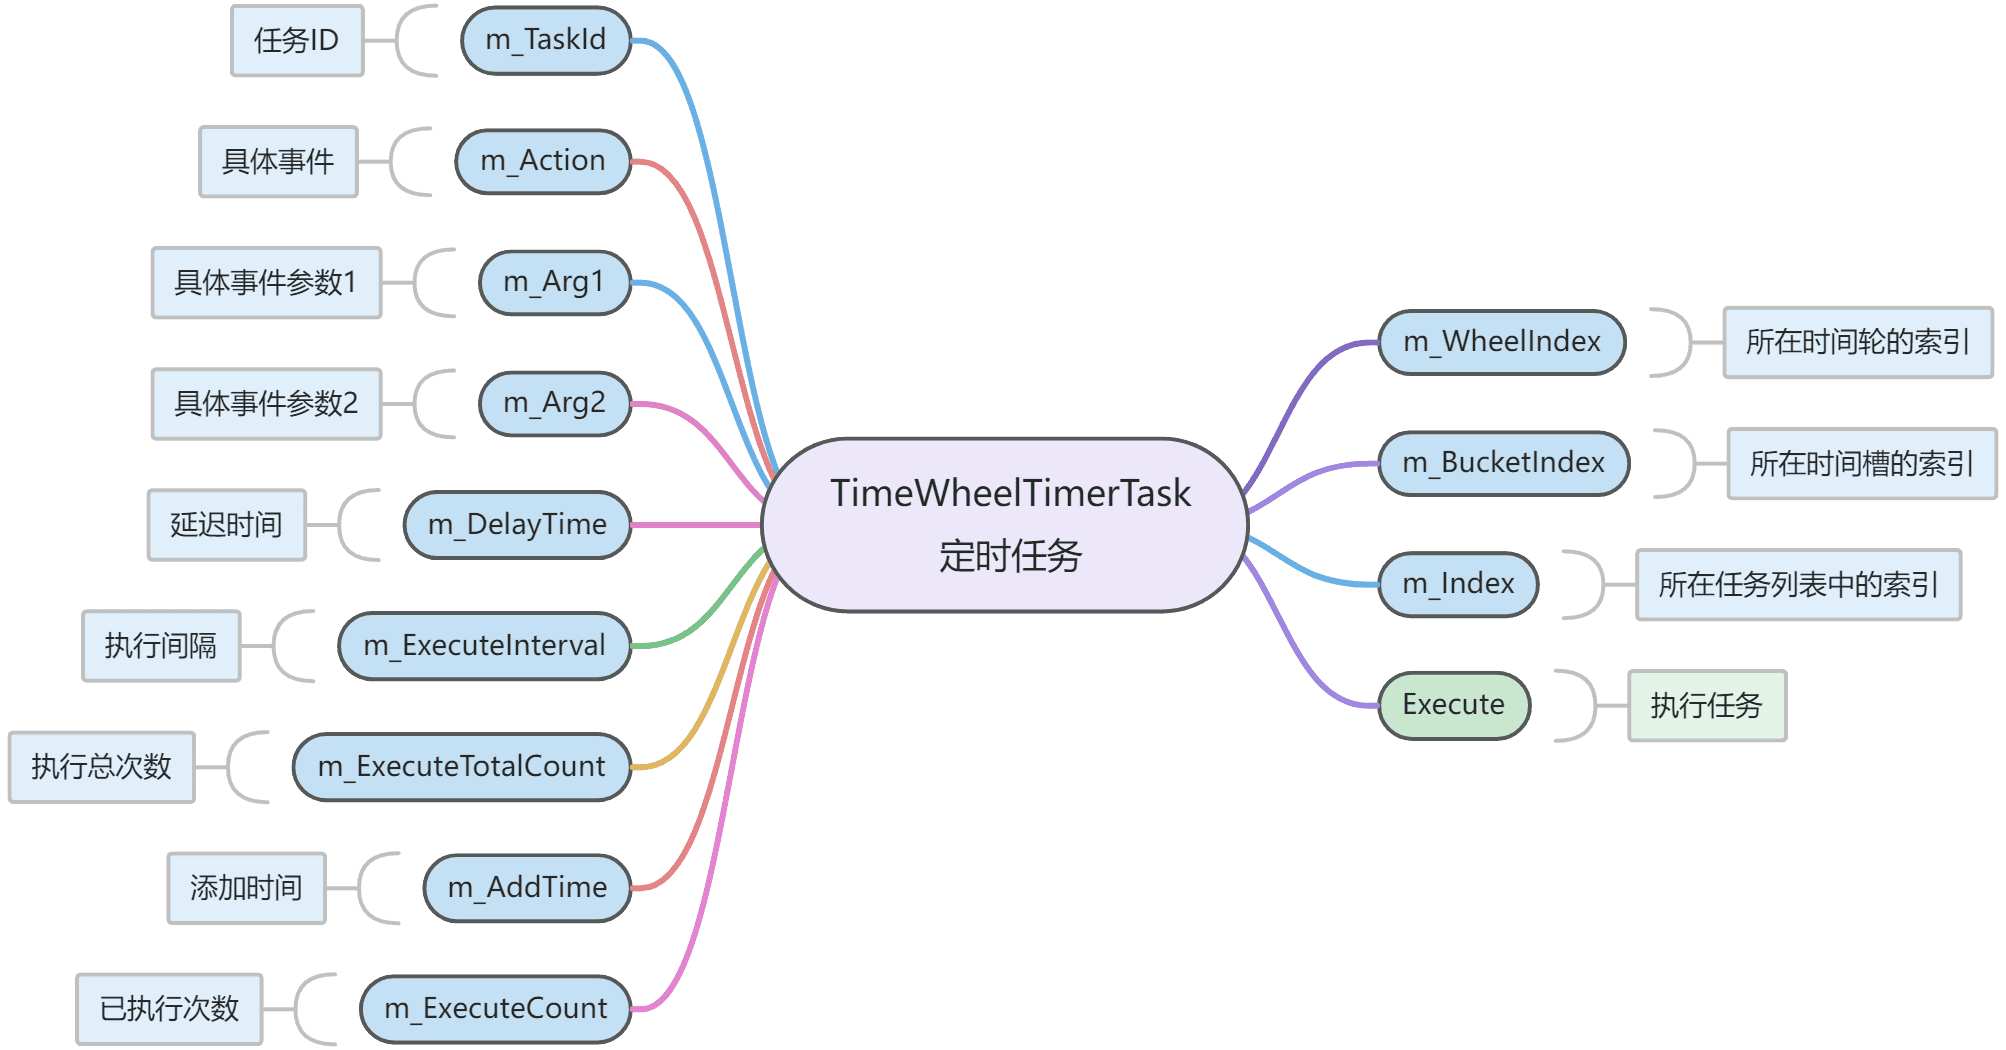 任务ID
m_TaskId
具体事件
m_Action
具体事件参数1
m_Arg1
具体事件参数2
m_Arg2
延迟时间
m_DelayTime
执行间隔
m_ExecuteInterval
执行总次数
m_ExecuteTotalCount
添加时间
m_AddTime
已执行次数
m_ExecuteCount
TimeWheelTimerTask
定时任务
m_WheelIndex
所在时间轮的索引
m_BucketIndex
所在时间槽的索引
m_Index
所在任务列表中的索引
Execute
执行任务